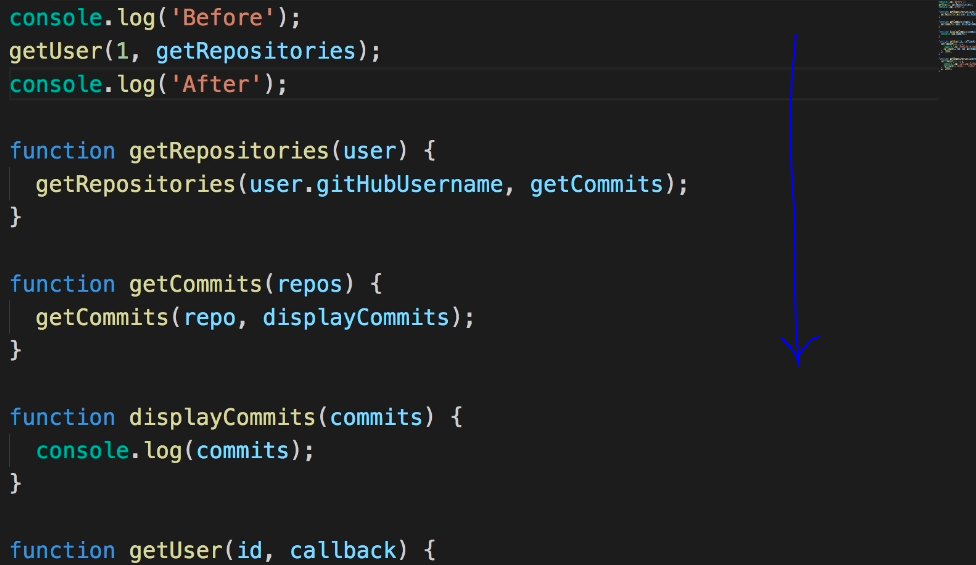 console.log('Before');
getUser(1, getRepositories);
console.log('After');
function getRepositories(user) {
getRepositories(user.gitHubUsername, getCommits);
}
function getCommits(repos) {
getCommits(repo, displayCommits);
}
function displayCommits(commits) {
console.log(commits);
}
function getUser(id, callback) {